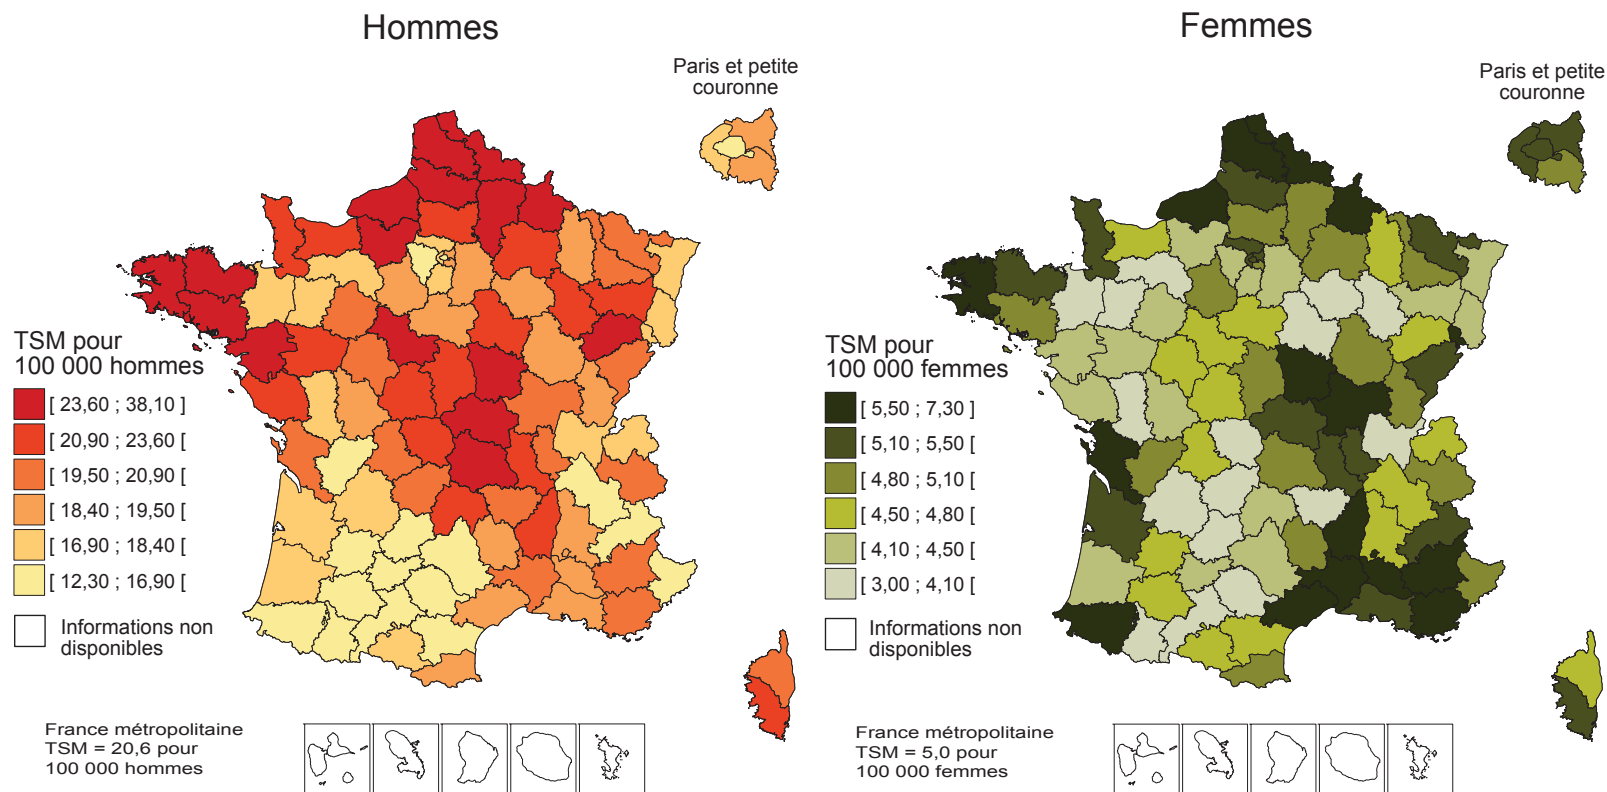 Hommes
Paris et petite
couronne
TSM pour
100 000 hommes
[ 23,60 ; 38,10 ]
[ 20,90 ; 23,60 [
[ 19,50 ; 20,90 [
[ 18,40 ; 19,50 [
[ 16,90 ; 18,40 [
[ 12,30 ; 16,90 [
Informations non
disponibles
France métropolitaine
TSM = 20,6 pour
100 000 hommes
Femmes
Paris et petite
couronne
TSM pour
100 000 femmes
[ 5,50 ; 7,30 ]
[ 5,10 ; 5,50 [
[ 4,80 ; 5,10 [
[ 4,50 ; 4,80 [
[ 4,10 ; 4,50 [
[ 3,00 ; 4,10 [
Informations non
disponibles
France métropolitaine
TSM = 5,0 pour
100 000 femmes